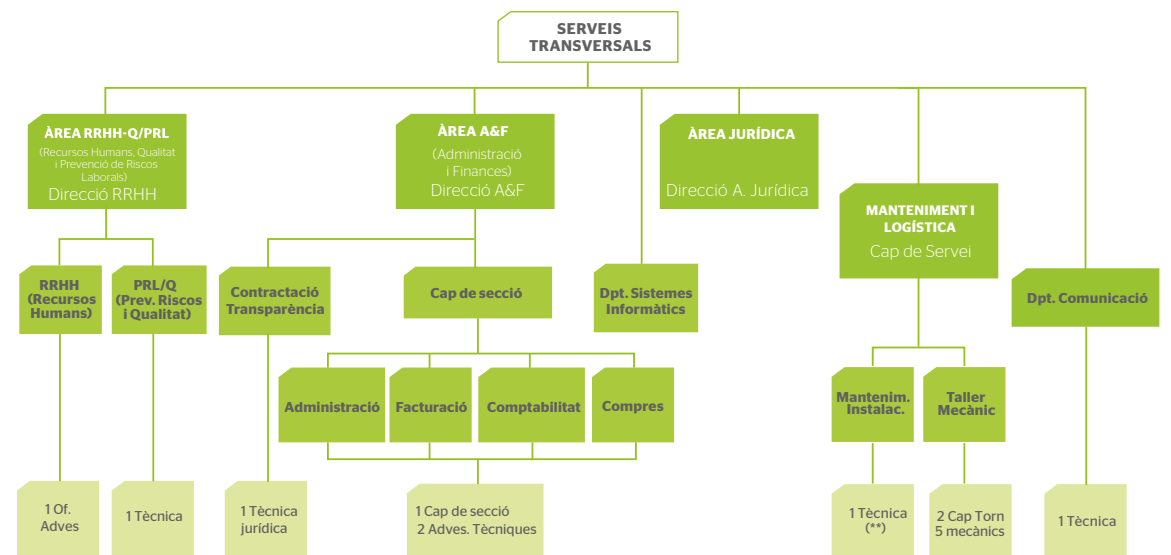 SERVEIS
TRANSVERSALS
ÀREA RRHH-Q/PRL
(Recursos Humans, Qualitat
i Prevenció de Riscos
Laborals)
Direcció RRHH
ÀREA A&F
(Administració
i Finances)
Direcció A&F
ÀREA JURÍDICA
Direcció A. Jurídica
MANTENIMENT I
LOGÍSTICA
Cap de Servei
RRHH
(Recursos
Humans)
PRL/Q
(Prev. Riscos
i Qualitat)
Contractació
Transparència
Cap de secció
Dpt. Sistemes
Informàtics
Dpt. Comunicació
Administració
Facturació
Comptabilitat
Compres
Mantenim.
Instalac.
Taller
Mecànic
1 Of.
Adves
1 Tècnica
1 Tècnica
jurídica
1 Cap de secció
2 Adves. Tècniques
1 Tècnica
(**)
2 Cap Torn
5 mecànics
1 Tècnica